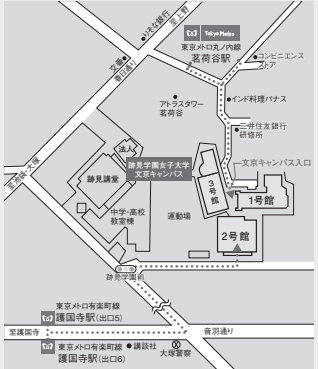 至上野
りそな銀行
Tokyo Metro
東京メトロ丸ノ内線
茗荷谷駅
交番
春日通り
コンビニエンス
ストア
アトラスタワー
茗荷谷
インド料理バナス
三井住友銀行
研修所
法人
跡見学園女子大学
文京キャンパス
文京キャンパス入口
跡見講堂
3号館
1号館
至池袋・大塚
中学・高校
教室棟
運動場
2号館
跡見学園前
東京メトロ有楽町線
護国寺駅(出口5)
至護国寺
音羽通り
東京メトロ有楽町線
護国寺駅(出口6)
講談社
大塚警察